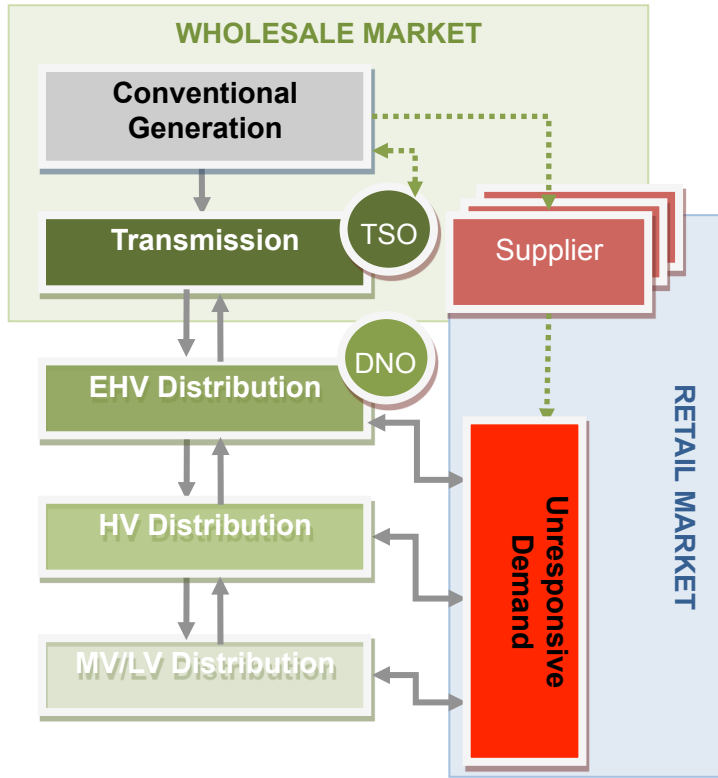 WHOLESALE MARKET
Conventional
Generation
Transmission
TSO
Supplier
DNO
EHV Distribution
HV Distribution
MV/LV Distribution
Unresponsive
Demand
RETAIL MARKET